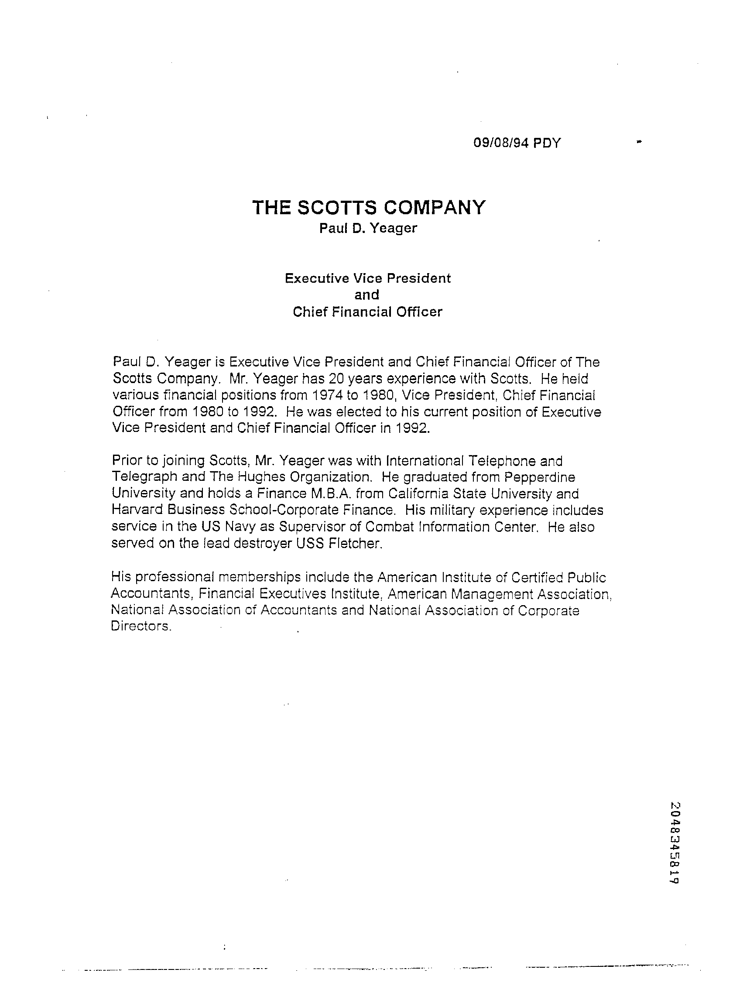 09/08/94 PDY
THE SCOTTS COMPANY
Paul D. Yeager
Executive Vice President
and
Chief Financial Officer
Paul D. Yeager is Executive Vice President and Chief Financial Officer of The
Scotts Company. Mr. Yeager has 20 years experience with Scotts. He held
various financial positions from 1974 to 1980, Vice President, Chief Financial
Officer from 1980 to 1992. He was elected to his current position of Executive
Vice President and Chief Financial Officer in 1992.
Prior to joining Scotts, Mr. Yeager was with International Telephone and
Telegraph and The Hughes Organization. He graduated from Pepperdine
University and holds a Finance M.B.A. from California State University and
Harvard Business School-Corporate Finance. His military experience includes
service in the US Navy as Supervisor of Combat Information Center. He also
served on the lead destroyer USS Fletcher.
His professional memberships include the American Institute of Certified Public
Accountants, Financial Executives Institute, American Management Association,
National Association of Accountants and National Association of Corporate
Directors.
2048345819